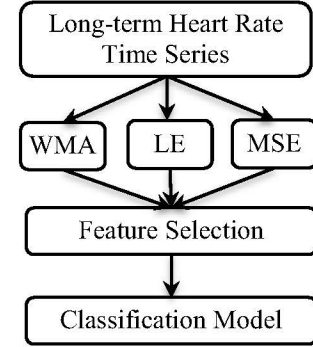 Long-term Heart Rate
Time Series
WMA
LE
MSE
Feature Selection
Classification Model